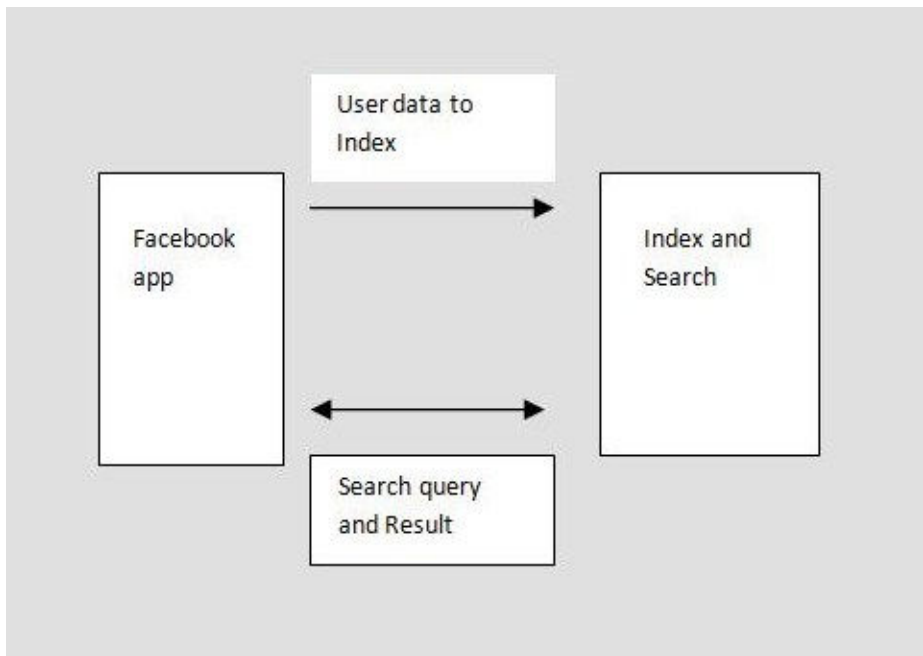 User data to
Index
Facebook
app
Index and
Search
Search query
and Result